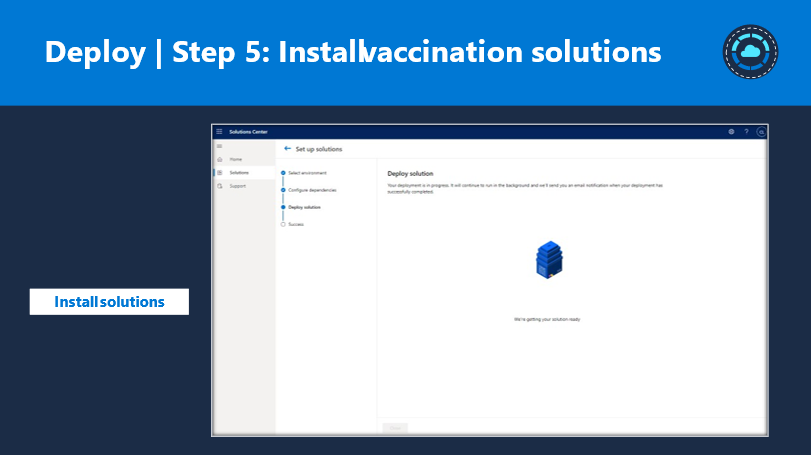 Deploy | Step 5: Install vaccination solutions
Solutions Center
?
Set up solutions
Home
Solutions
Support
Select environment
Configure dependencies
Deploy solution
Success
Deploy solution
Your deployment is in progress. It will continue to run in the background and we'll send you an email notification when your deployment has
successfully completed.
We're getting your solution ready
Install solutions